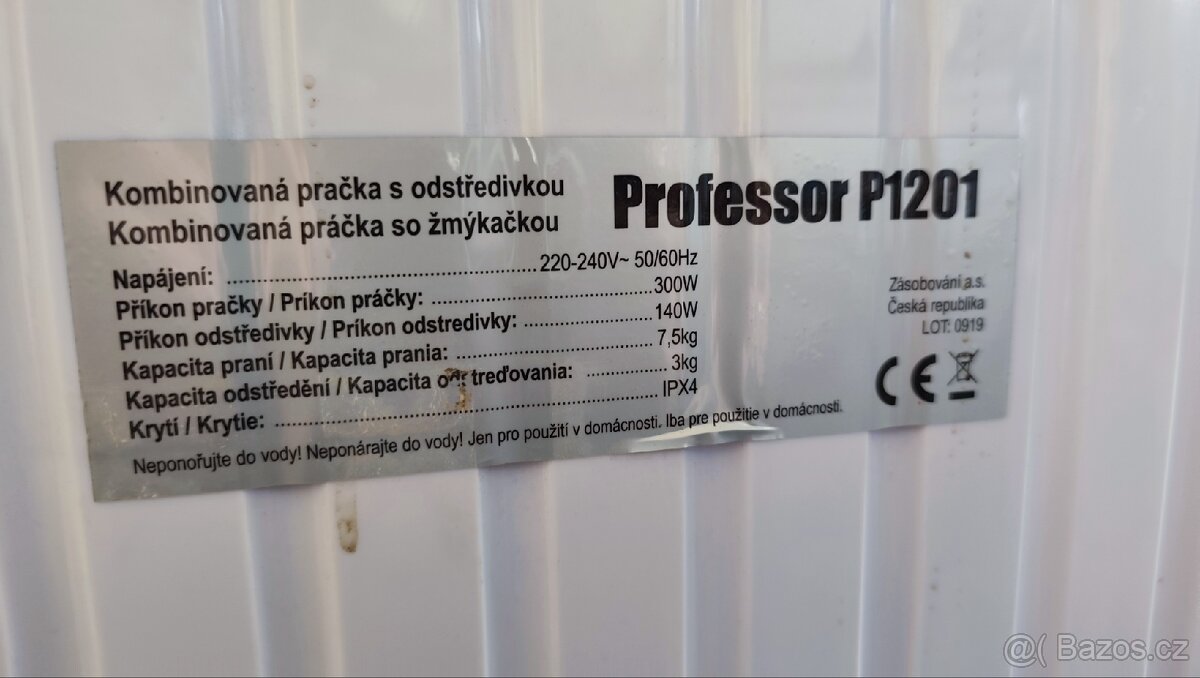 Kombinovaná pračka s odstředivkou
Kombinovaná práčka so žmýkačkou
Professor P1201
Napájení: 220-240V~ 50/60Hz
Příkon pračky / Príkon práčky: 300W
Příkon odstředivky / Príkon odstredivky: 140W
Kapacita praní / Kapacita prania: 7,5kg
Kapacita odstředění / Kapacita odstreďovania: 3kg
Krytí / Krytie: IPX4
Neponořujte do vody! Neponárajte do vody! Jen pro použití v domácnosti. Iba pre použitie v domácnosti.
Zásobování a.s.
Česká republika
LOT: 0919
CE
@( Bazos.cz